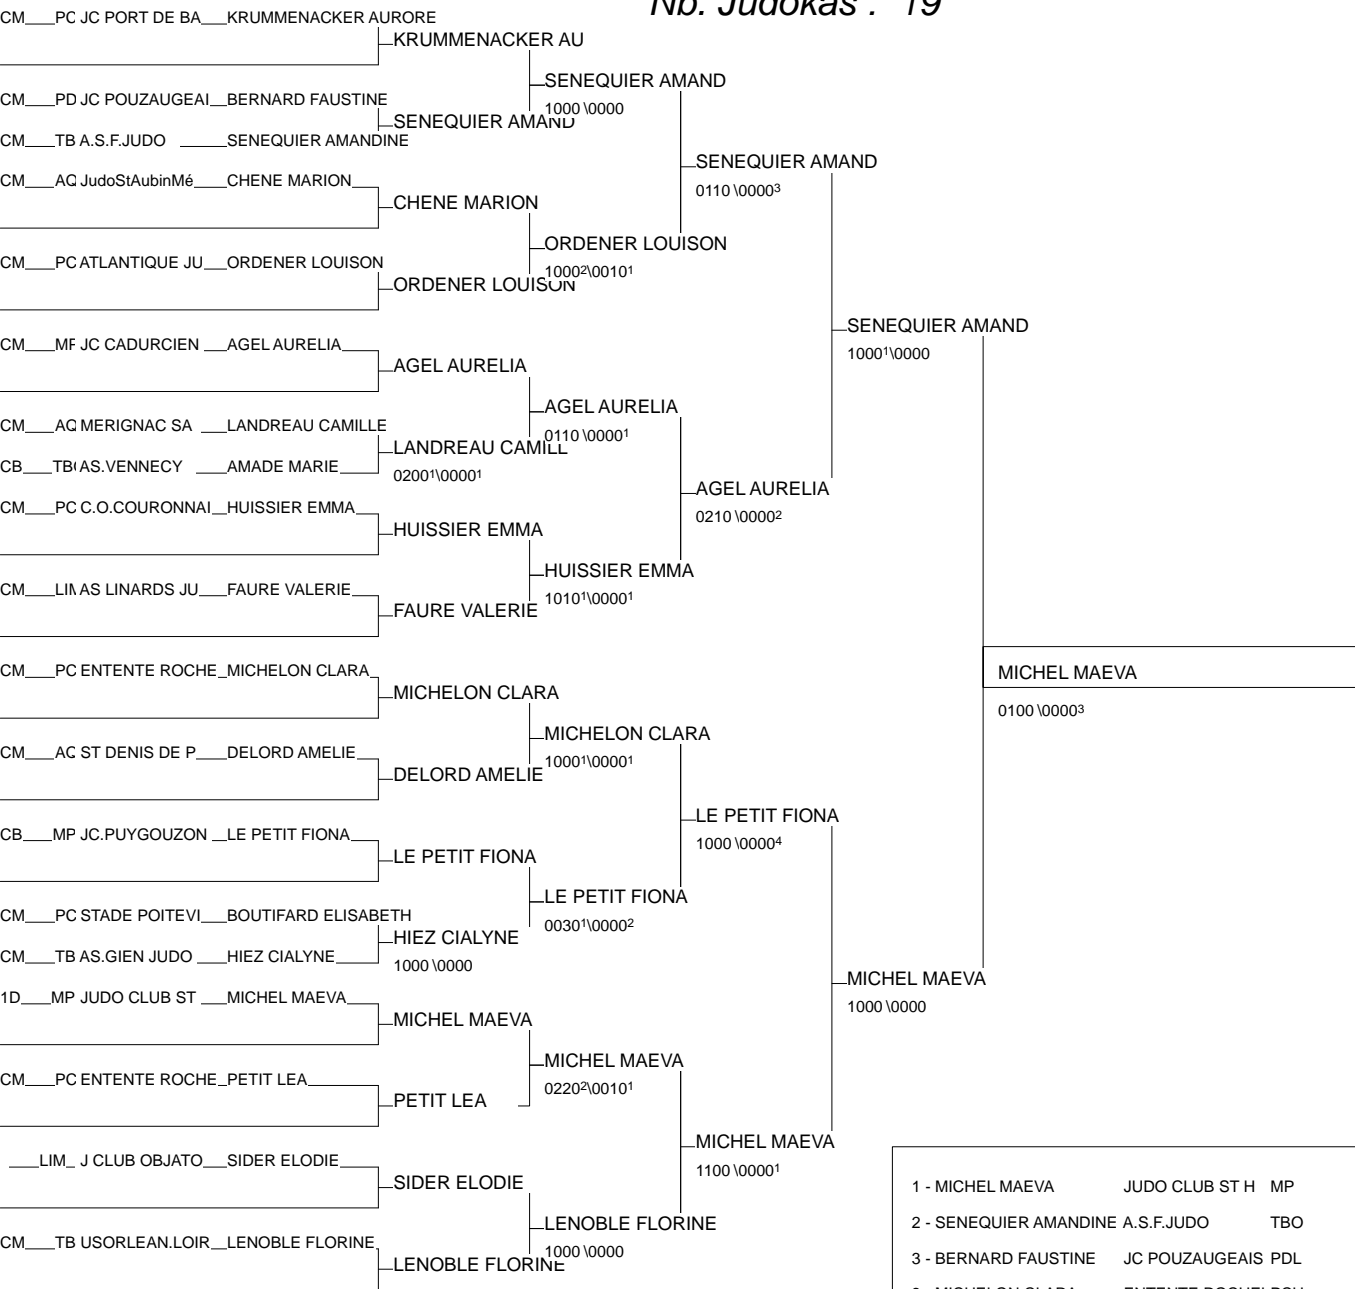 Nb. Judokas : 19
CM PC JC PORT DE BA KRUMMENACKER AURORE
KRUMMENACKER AU
SENEQUIER AMAND
1000 \0000
CM PD JC POUZAUGEAI BERNARD FAUSTINE
SENEQUIER AMAND
CM TB A.S.F.JUDO SENEQUIER AMANDINE
SENEQUIER AMAND
0110 \0000³
CM AQ JudoStAubinMé CHENE MARION
CHENE MARION
ORDENER LOUISON
1000²\0010¹
CM PC ATLANTIQUE JU ORDENER LOUISON
ORDENER LOUISON
SENEQUIER AMAND
1000¹\0000
CM MP JC CADURCIEN AGEL AURELIA
AGEL AURELIA
AGEL AURELIA
0110 \0000¹
CM AQ MERIGNAC SA LANDREAU CAMILLE
LANDREAU CAMILL
0200¹\0000¹
CB TB AS.VENNECY AMADE MARIE
AGEL AURELIA
0210 \0000²
CM PC C.O.COURONNAI HUISSIER EMMA
HUISSIER EMMA
HUISSIER EMMA
1010¹\0000¹
CM LIM AS LINARDS JU FAURE VALERIE
FAURE VALERIE
MICHEL MAEVA
0100 \0000³
CM PC ENTENTE ROCHE MICHELON CLARA
MICHELON CLARA
MICHELON CLARA
1000¹\0000¹
CM AQ ST DENIS DE P DELORD AMELIE
DELORD AMELIE
LE PETIT FIONA
1000 \0000⁴
CB MP JC.PUYGOUZON LE PETIT FIONA
LE PETIT FIONA
LE PETIT FIONA
0030¹\0000²
CM PC STADE POITEVI BOUTIFARD ELISABETH
HIEZ CIALYNE
1000 \0000
CM TB AS.GIEN JUDO HIEZ CIALYNE
MICHEL MAEVA
1000 \0000
1D MP JUDO CLUB ST MICHEL MAEVA
MICHEL MAEVA
MICHEL MAEVA
0220²\0010¹
CM PC ENTENTE ROCHE PETIT LEA
PETIT LEA
MICHEL MAEVA
1100 \0000¹
LIM J CLUB OBJATO SIDER ELODIE
SIDER ELODIE
LENOBLE FLORINE
1000 \0000
CM TB USORLEAN.LOIR LENOBLE FLORINE
LENOBLE FLORINE
1 - MICHEL MAEVA JUDO CLUB ST H MP
2 - SENEQUIER AMANDINE A.S.F.JUDO TBO
3 - BERNARD FAUSTINE JC POUZAUGEAIS PDL